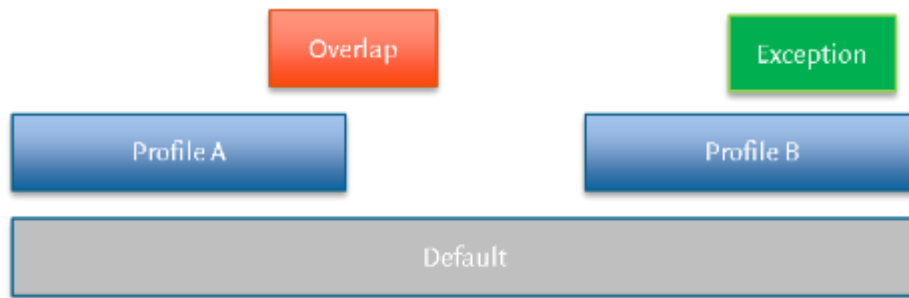 Overlap
Exception
Profile A
Profile B
Default